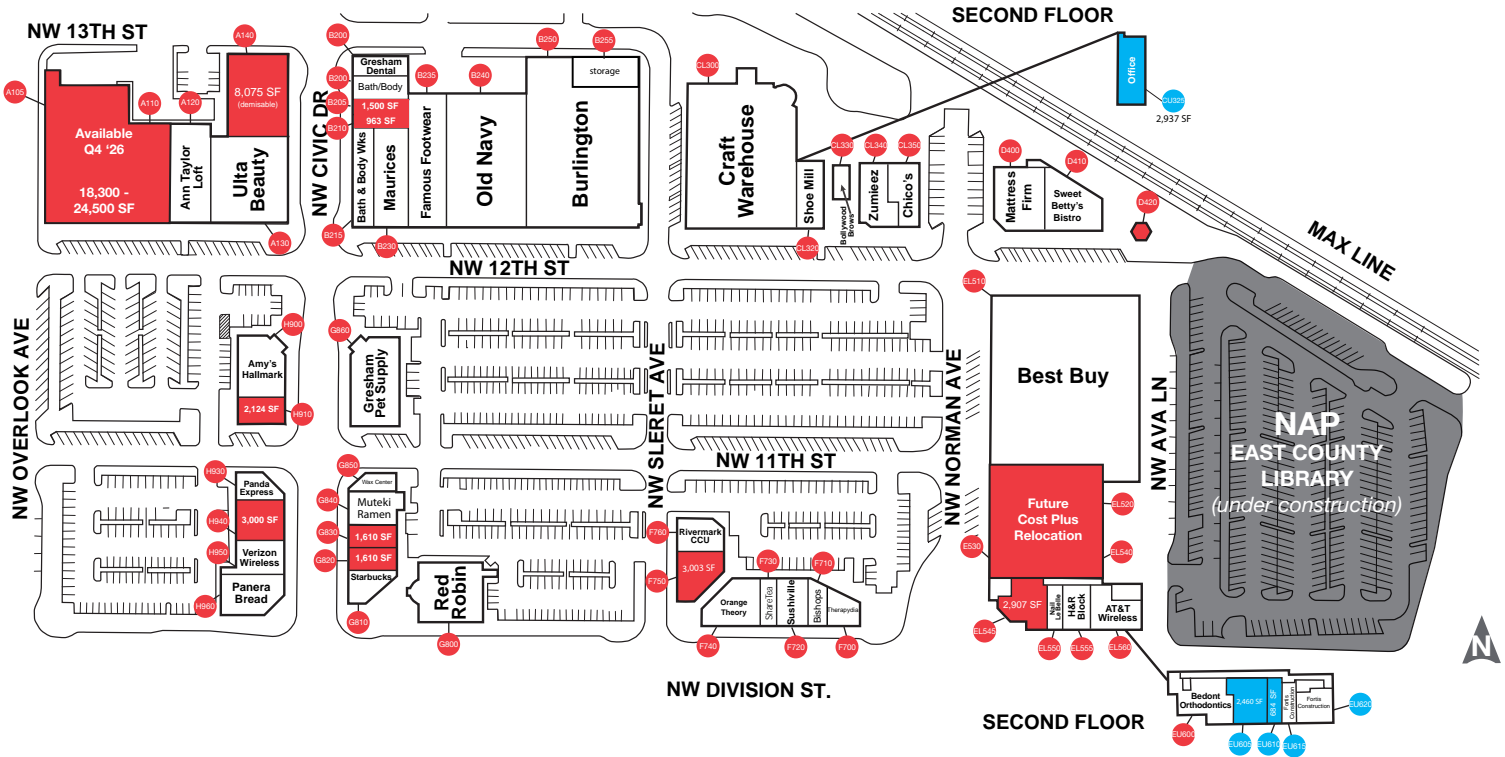 NW 13TH ST
SECOND FLOOR
A105
A110
A120
A140
8,075 SF
(demisable)
Available
Q4 ‘26
18,300 -
24,500 SF
Ann Taylor
Loft
Ulta
Beauty
A130
NW CIVIC DR
B200
B200
B205
B210
B215
B230
B235
B240
B250
B255
Gresham
Dental
Bath/Body
1,500 SF
963 SF
Bath & Body Wks
Maurices
Famous Footwear
Old Navy
Burlington
storage
CL300
Craft
Warehouse
Shoe Mill
CL320
CL330
Bollywood
Brows
CL340
Zumieez
CL350
Chico's
D400
Mattress
Firm
D410
Sweet
Betty's
Bistro
D420
Office
CU325
2,937 SF
MAX LINE
NW 12TH ST
NW OVERLOOK AVE
H900
Amy's
Hallmark
2,124 SF
H910
G860
Gresham
Pet Supply
NW SLERET AVE
NW NORMAN AVE
EL510
Best Buy
NW AVA LN
NAP
EAST COUNTY
LIBRARY
(under construction)
NW 11TH ST
H930
Panda
Express
H940
3,000 SF
H950
Verizon
Wireless
H960
Panera
Bread
G850
Wax Center
G840
Muteki
Ramen
G830
1,610 SF
G820
1,610 SF
Starbucks
G810
Red
Robin
G800
F760
Rivermark
CCU
F750
3,003 SF
F730
F710
Orange
Theory
ShareTea
Sushiville
Bishops
Therapydia
F740
F720
F700
Future
Cost Plus
Relocation
EL520
E530
EL540
2,907 SF
EL545
Nail
La Belle
H&R
Block
AT&T
Wireless
EL550
EL555
EL560
N
NW DIVISION ST.
SECOND FLOOR
Bedont
Orthodontics
2,460 SF
684 SF
Fortis
Construction
Fortis
Construction
EU600
EU605
EU610
EU615
EU620